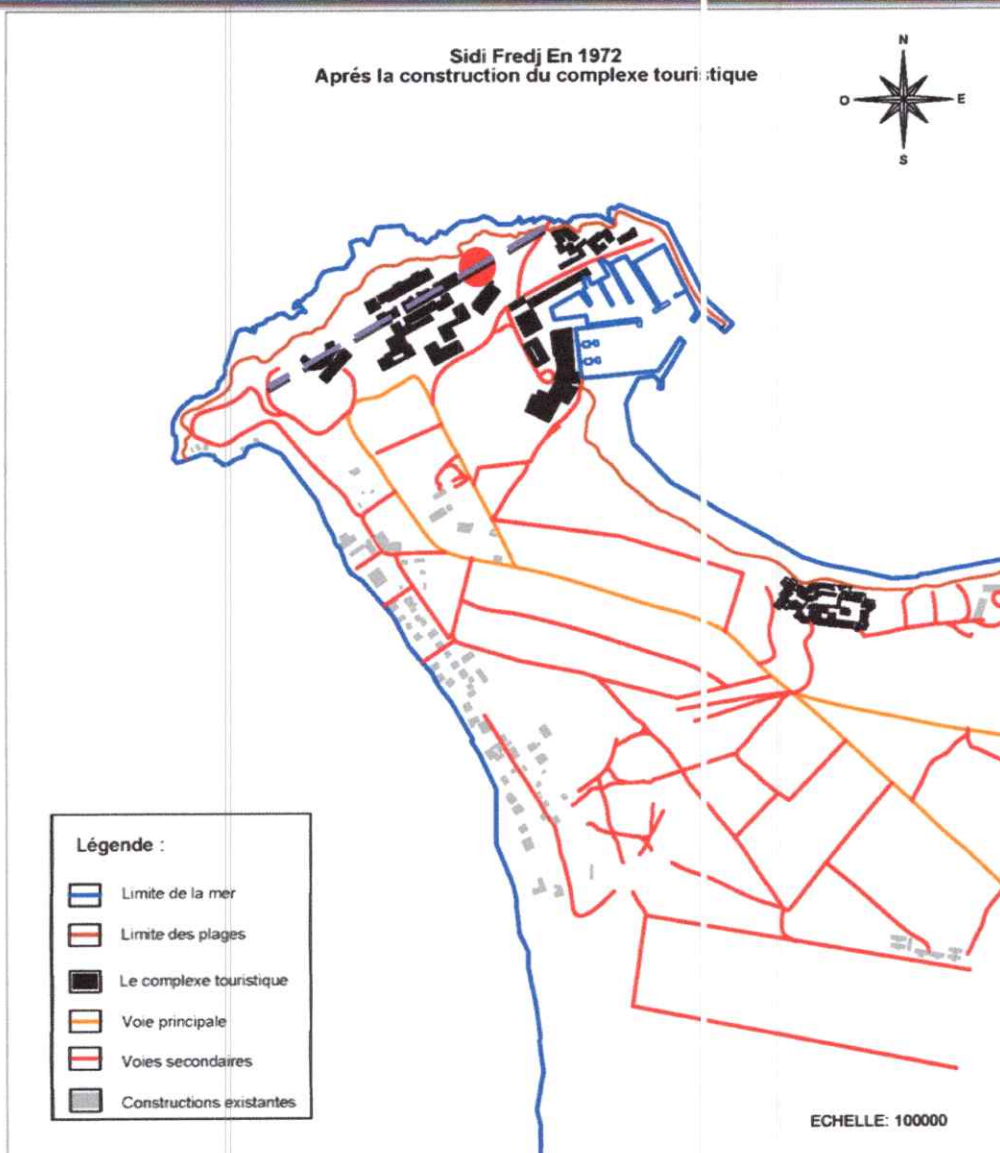 Sidi Fredj En 1972
Aprés la construction du complexe touristique
N
O
E
S
Légende :
Limite de la mer
Limite des plages
Le complexe touristique
Voie principale
Voies secondaires
Constructions existantes
ECHELLE: 100000